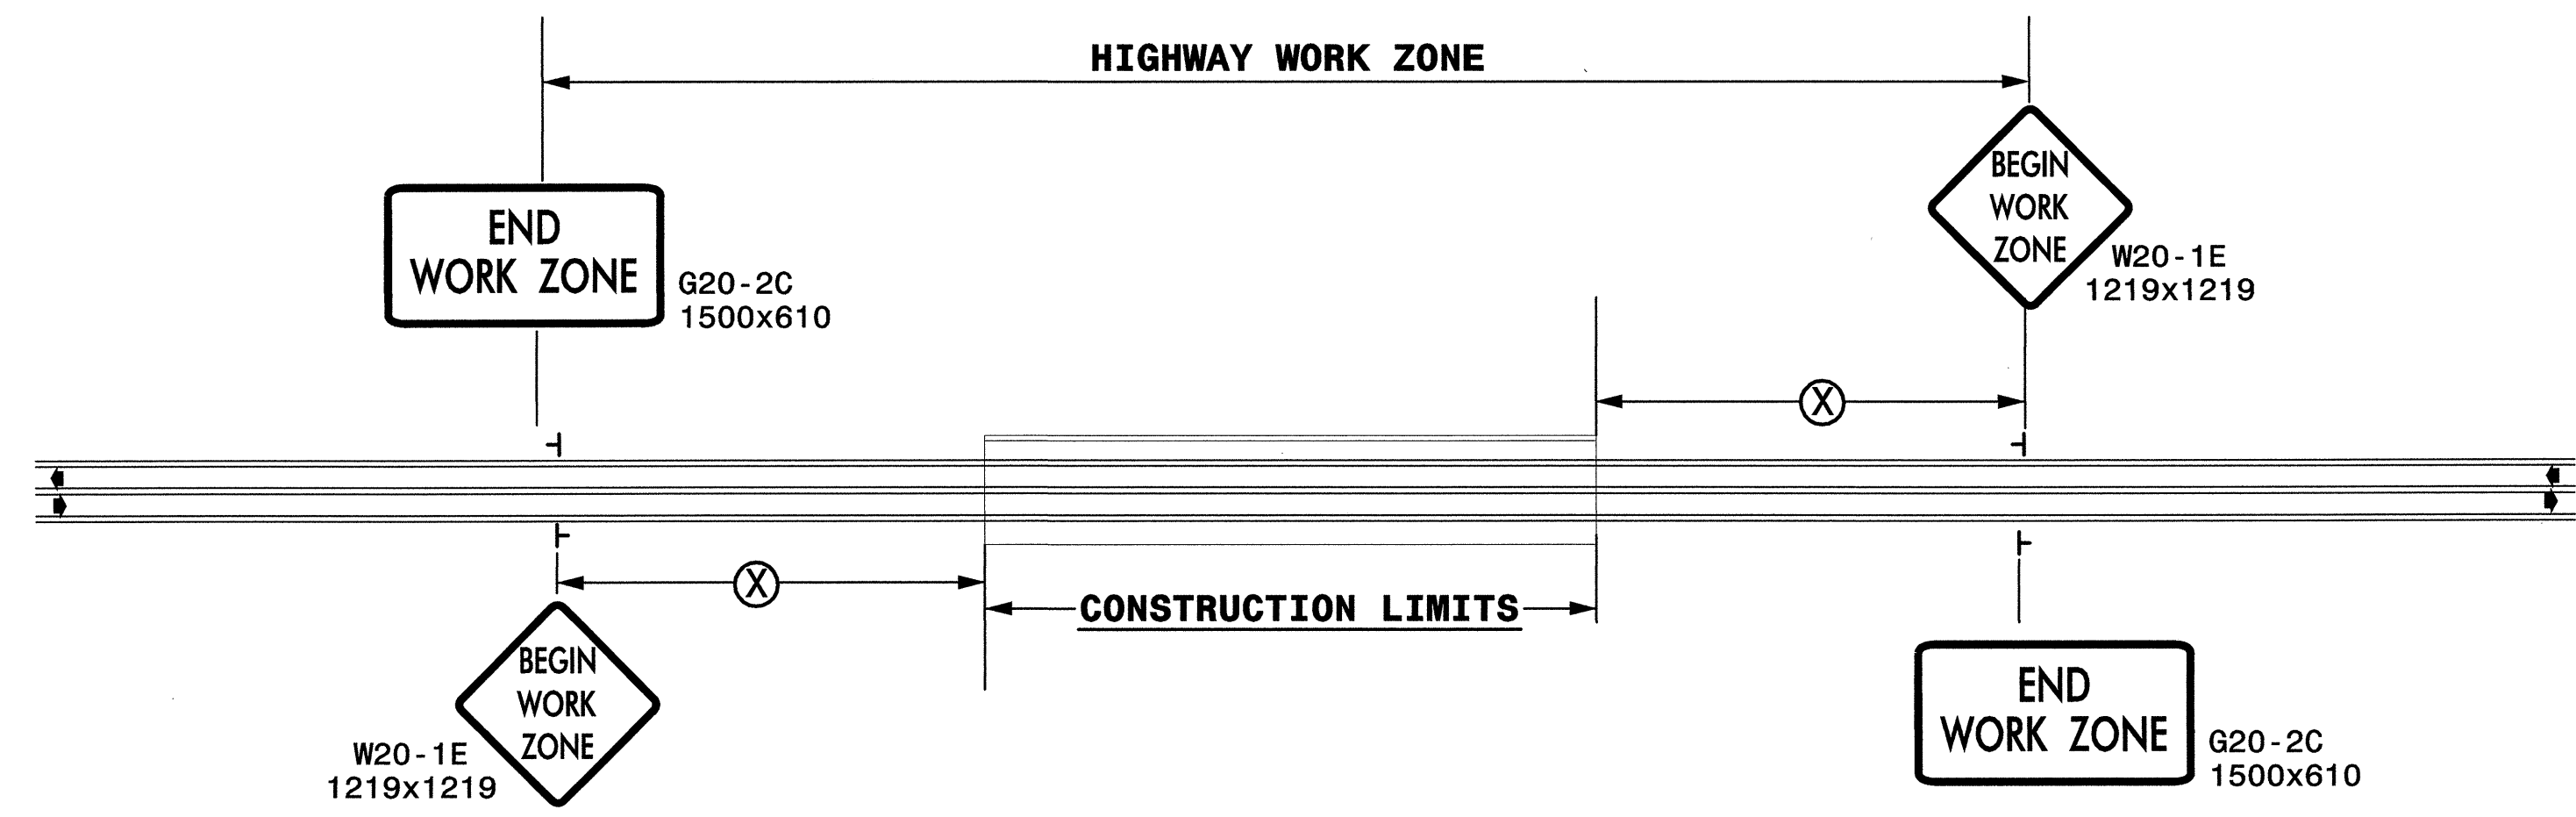 HIGHWAY WORK ZONE
END
WORK ZONE
G20-2C
1500x610
BEGIN
WORK
ZONE
W20-1E
1219x1219
X
X
CONSTRUCTION LIMITS
BEGIN
WORK
ZONE
W20-1E
1219x1219
END
WORK ZONE
G20-2C
1500x610